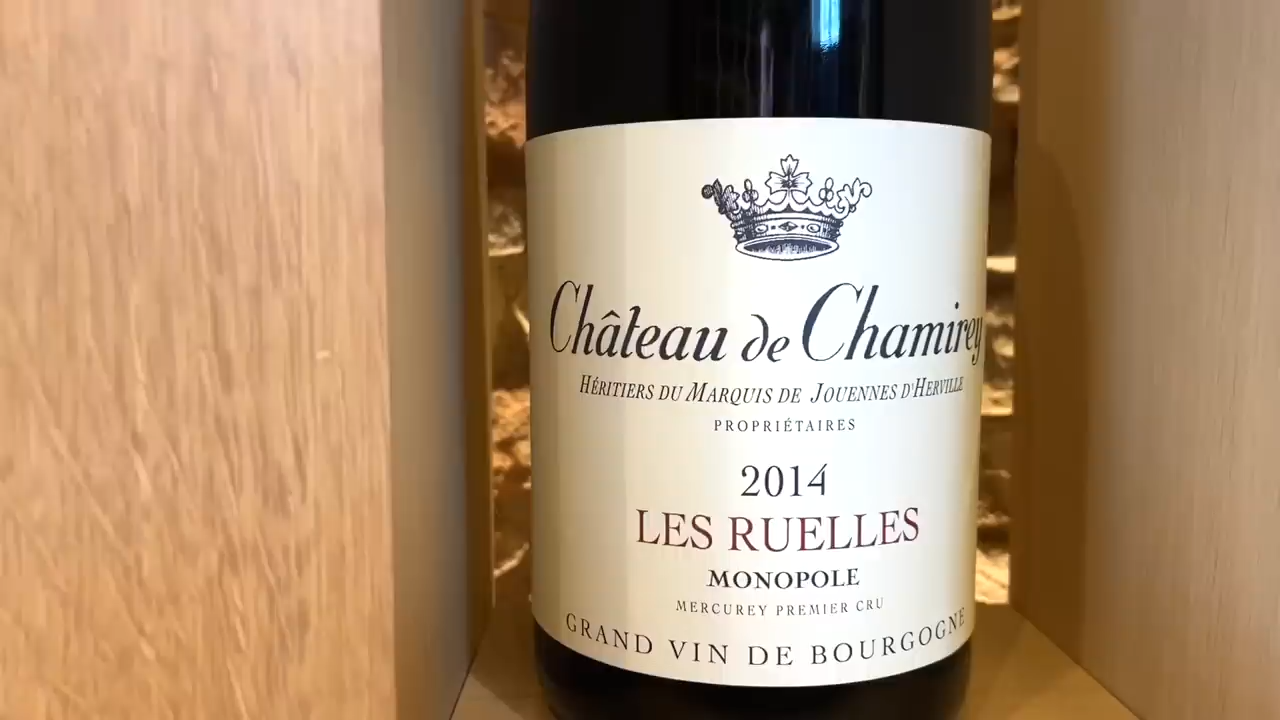 Château de Chamirey
Héritiers du Marquis de Jouennes d'Herville
PROPRIÉTAIRES
2014
LES RUELLES
MONOPOLE
MERCUREY PREMIER CRU
GRAND VIN DE BOURGOGNE